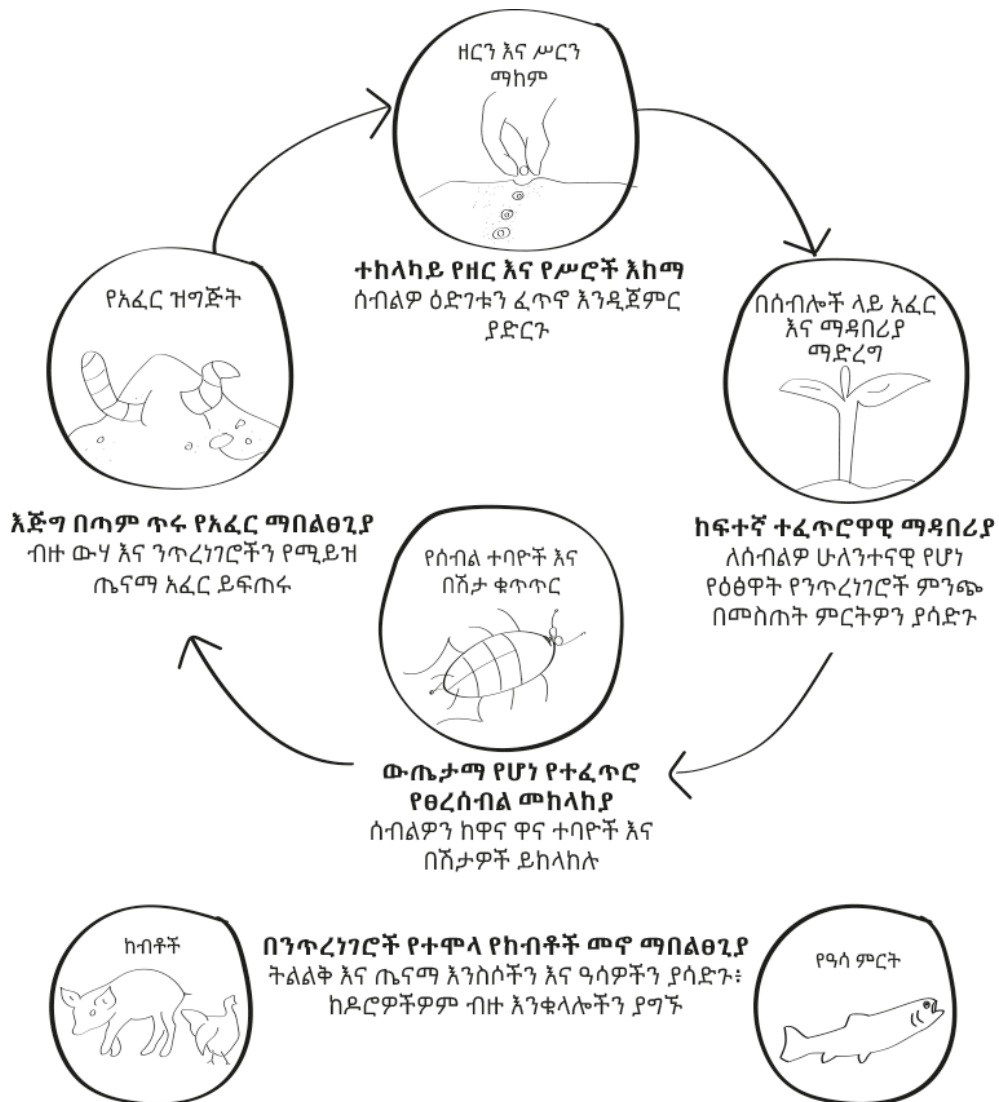 ዘርን እና ሥርን
ማከም
ተከላካይ የዘር እና የሥሮች እከማ
ሰብልዎ ዕድገቱን ፈጥኖ እንዲጀምር
ያድርጉ
የአፈር ዝግጅት
እጅግ በጣም ጥሩ የአፈር ማበልፀጊያ
ብዙ ውሃ እና ንጥረነገሮችን የሚይዝ
ጤናማ አፈር ይፍጠሩ
በሰብሎች ላይ አፈር
እና ማዳበሪያ
ማድረግ
ከፍተኛ ተፈጥሮዋዊ ማዳበሪያ
ለሰብልዎ ሁለንተናዊ የሆነ
የዕፅዋት የንጥረነገሮች ምንጭ
በመስጠት ምርትዎን ያሳድጉ
የሰብል ተባዮች እና
በሽታ ቁጥጥር
ውጤታማ የሆነ የተፈጥሮ
የፀረሰብል መከላከያ
ሰብልዎን ከዋና ዋና ተባዮች እና
በሽታዎች ይከላከሉ
ከብቶች
በንጥረነገሮች የተሞላ የከብቶች መኖ ማበልፀጊያ
ትልልቅ እና ጤናማ እንስሶችን እና ዓሳዎችን ያሳድጉ፥
ከዶሮዎችዎም ብዙ እንቁላሎችን ያግኙ
የዓሳ ምርት